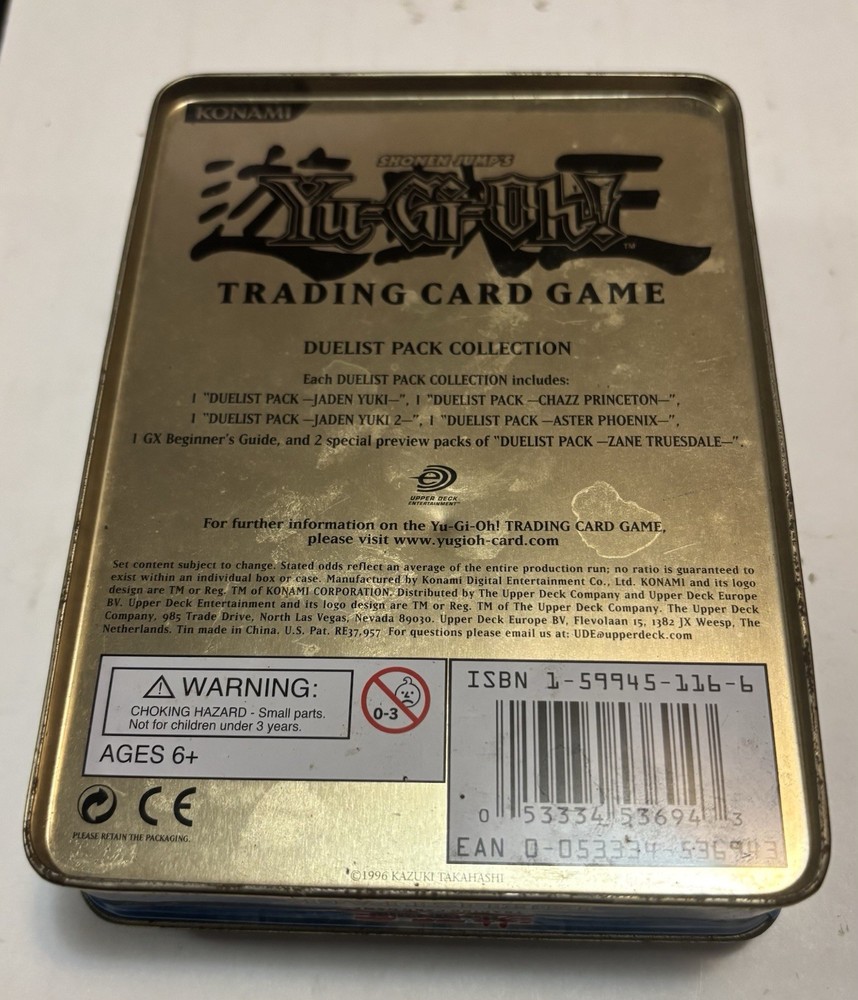 KONAMI
SHONEN JUMP'S
遊王
Yu-Gi-Oh!™
TRADING CARD GAME
DUELIST PACK COLLECTION
Each DUELIST PACK COLLECTION includes:
1 "DUELIST PACK —JADEN YUKI—", 1 "DUELIST PACK —CHAZZ PRINCETON—",
1 "DUELIST PACK —JADEN YUKI 2—", 1 "DUELIST PACK —ASTER PHOENIX—",
1 GX Beginner's Guide, and 2 special preview packs of "DUELIST PACK —ZANE TRUESDALE—".
UPPER DECK
ENTERTAINMENT™
For further information on the Yu-Gi-Oh! TRADING CARD GAME,
please visit www.yugioh-card.com
Set content subject to change. Stated odds reflect an average of the entire production run; no ratio is guaranteed to
exist within an individual box or case. Manufactured by Konami Digital Entertainment Co., Ltd. KONAMI and its logo
design are TM or Reg. TM of KONAMI CORPORATION. Distributed by The Upper Deck Company and Upper Deck Europe
BV. Upper Deck Entertainment and its logo design are TM or Reg. TM of The Upper Deck Company. The Upper Deck
Company, 985 Trade Drive, North Las Vegas, Nevada 89030. Upper Deck Europe BV, Flevolaan 15, 1382 JX Weesp, The
Netherlands. Tin made in China. U.S. Pat. RE37,957 For questions please email us at: UDE@upperdeck.com
⚠ WARNING:
CHOKING HAZARD - Small parts.
Not for children under 3 years.
0-3
AGES 6+
CE
PLEASE RETAIN THE PACKAGING.
ISBN 1-59945-116-6
0 53334 53694 3
EAN 0-053334-536943
©1996 KAZUKI TAKAHASHI